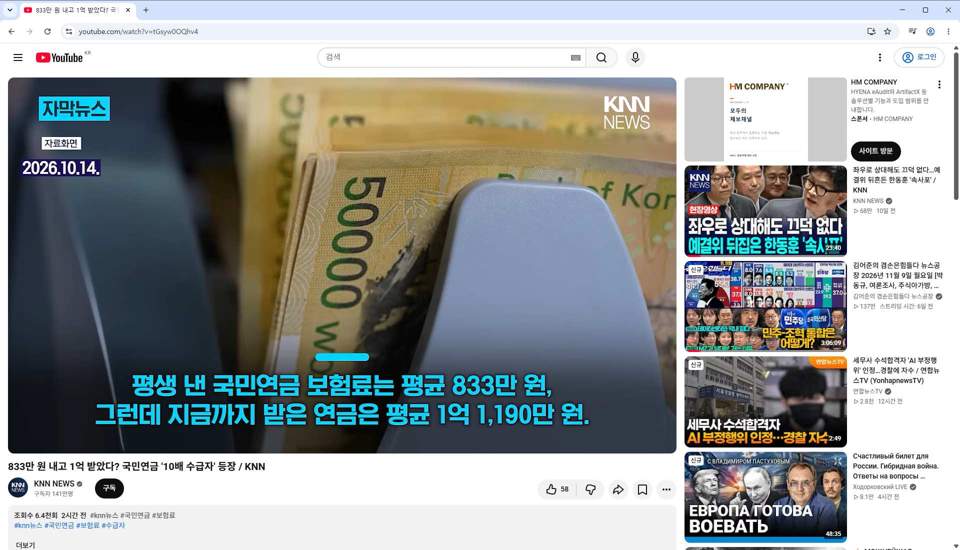 833만 원 내고 1억 받았다? 국
youtube.com/watch?v=tGsyw0OQhv4
YouTube KR
검색
로그인
자막뉴스
자료화면
2026.10.14.
KNN
NEWS
50000
Bank of Kor
평생 낸 국민연금 보험료는 평균 833만 원,
그런데 지금까지 받은 연금은 평균 1억 1,190만 원.
833만 원 내고 1억 받았다? 국민연금 '10배 수급자' 등장 / KNN
KNN NEWS
구독자 141만명
구독
58
조회수 6.4천회 2시간 전 #knn뉴스 #국민연금 #보험료
#knn뉴스 #국민연금 #보험료 #수급자
더보기
HM COMPANY
모두의
제보채널
HM COMPANY
HYENA eAudit와 ArtifactX 등
솔루션별 기능과 도입 범위를 안
내합니다.
스폰서 · HM COMPANY
사이트 방문
KNN
NEWS
현장영상
좌우로 상대해도 끄덕 없다
예결위 뒤집은 한동훈 '속사포'
23:40
좌우로 상대해도 끄덕 없다...예
결위 뒤흔든 한동훈 '속사포' /
KNN
KNN NEWS
68만 10일 전
신규
민주·조혁 통합은
어떻게?
3:06:09
김어준의 겸손은힘들다 뉴스공
장 2026년 11월 9일 월요일 [박
동규, 여론조사, 주식아가방, ...
김어준의 겸손은힘들다 뉴스공장
137만 스트리밍 시간: 6일 전
신규
연합뉴스TV
세무사 수석합격자
AI 부정행위 인정…경찰 자수
2:49
세무사 수석합격자 'AI 부정행
위' 인정…경찰에 자수 / 연합뉴
스TV (YonhapnewsTV)
연합뉴스TV
2.8천 12시간 전
신규
С ВЛАДИМИРОМ ПАСТУХОВЫМ
ЕВРОПА ГОТОВА
ВОЕВАТЬ
48:35
Счастливый билет для
России. Гибридная война.
Ответы на вопросы ...
Ходорковский LIVE
8.1만 4시간 전